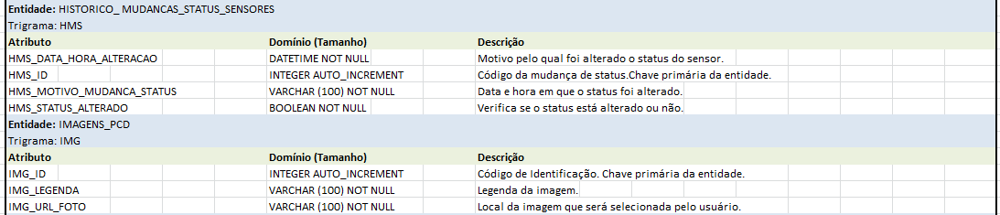 Entidade: HISTORICO_ MUDANCAS_STATUS_SENSORES
Trigrama: HMS
Atributo Domínio (Tamanho) Descrição
HMS_DATA_HORA_ALTERACAO DATETIME NOT NULL Motivo pelo qual foi alterado o status do sensor.
HMS_ID INTEGER AUTO_INCREMENT Código da mudança de status.Chave primária da entidade.
HMS_MOTIVO_MUDANCA_STATUS VARCHAR (100) NOT NULL Data e hora em que o status foi alterado.
HMS_STATUS_ALTERADO BOOLEAN NOT NULL Verifica se o status está alterado ou não.
Entidade: IMAGENS_PCD
Trigrama: IMG
Atributo Domínio (Tamanho) Descrição
IMG_ID INTEGER AUTO_INCREMENT Código de Identificação. Chave primária da entidade.
IMG_LEGENDA VARCHAR (100) NOT NULL Legenda da imagem.
IMG_URL_FOTO VARCHAR (100) NOT NULL Local da imagem que será selecionada pelo usuário.